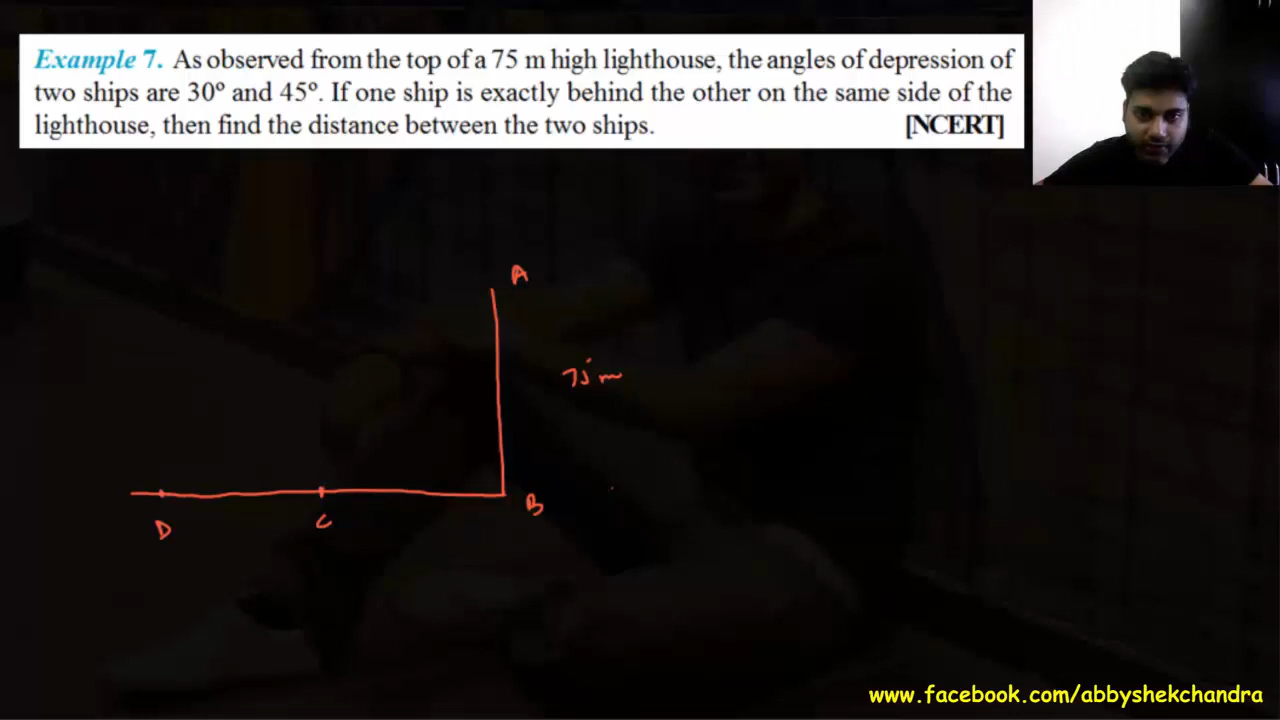 Example 7. As observed from the top of a 75 m high lighthouse, the angles of depression of
two ships are 30º and 45º. If one ship is exactly behind the other on the same side of the
lighthouse, then find the distance between the two ships. [NCERT]
A
75 m
B
D
C
www.facebook.com/abbyshekchandra